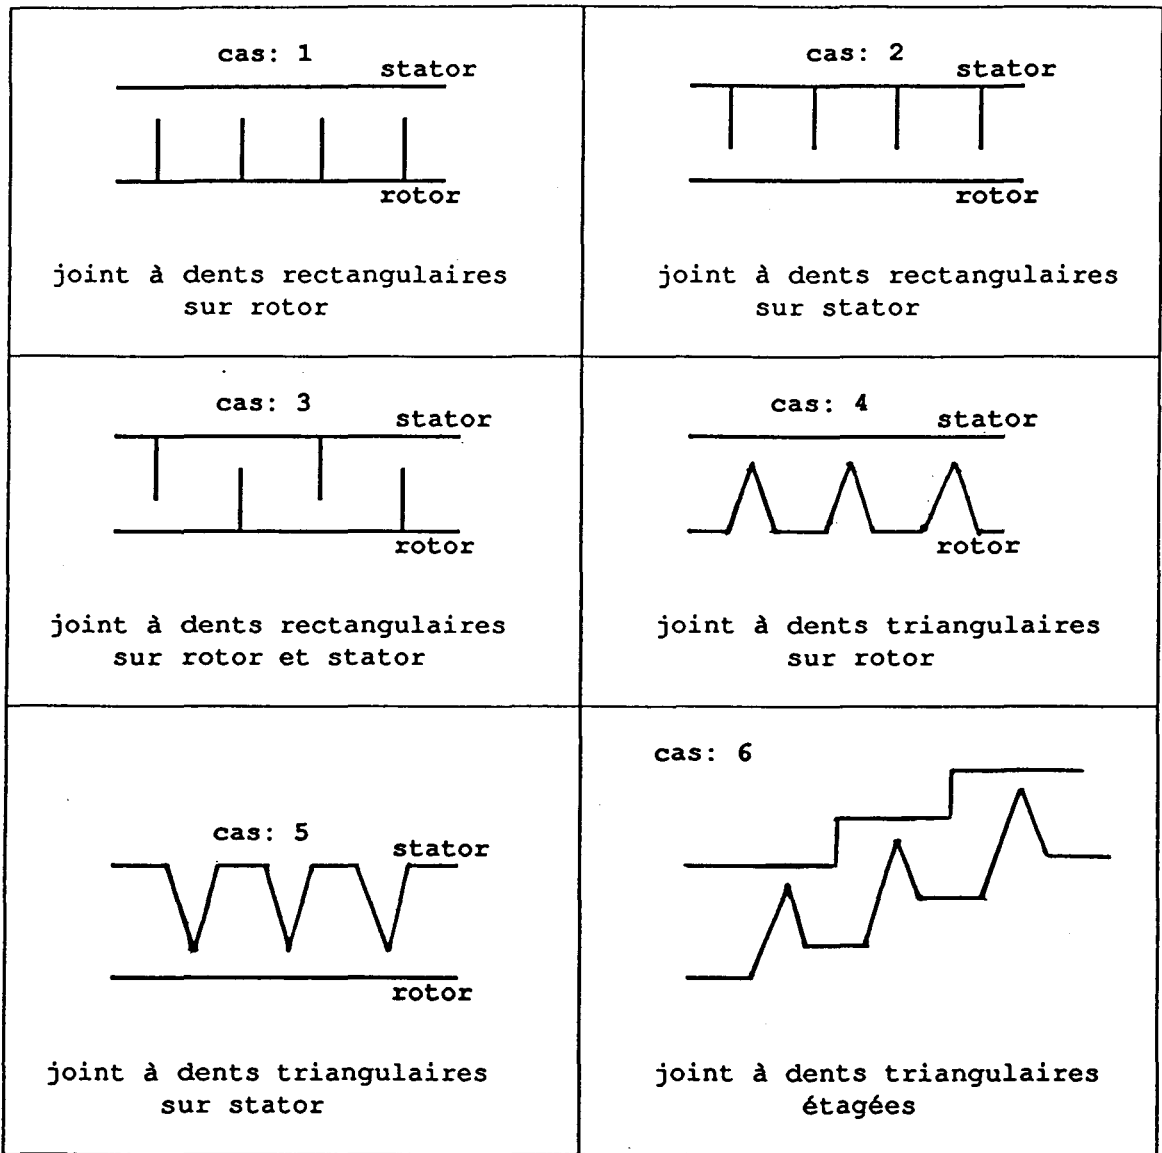 cas: 1
stator
rotor
joint à dents rectangulaires
sur rotor
cas: 2
stator
rotor
joint à dents rectangulaires
sur stator
cas: 3
stator
rotor
joint à dents rectangulaires
sur rotor et stator
cas: 4
stator
rotor
joint à dents triangulaires
sur rotor
cas: 5
stator
rotor
joint à dents triangulaires
sur stator
cas: 6
joint à dents triangulaires
étagées